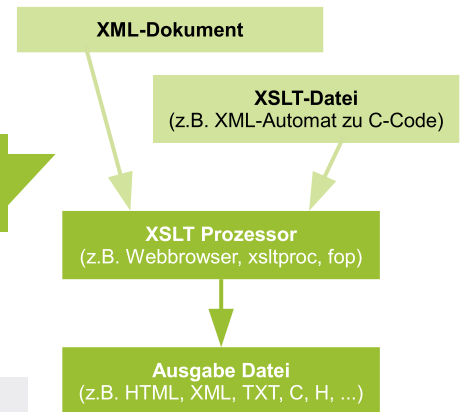 XML-Dokument
XSLT-Datei
(z.B. XML-Automat zu C-Code)
XSLT Prozessor
(z.B. Webbrowser, xsltproc, fop)
Ausgabe Datei
(z.B. HTML, XML, TXT, C, H, ...)